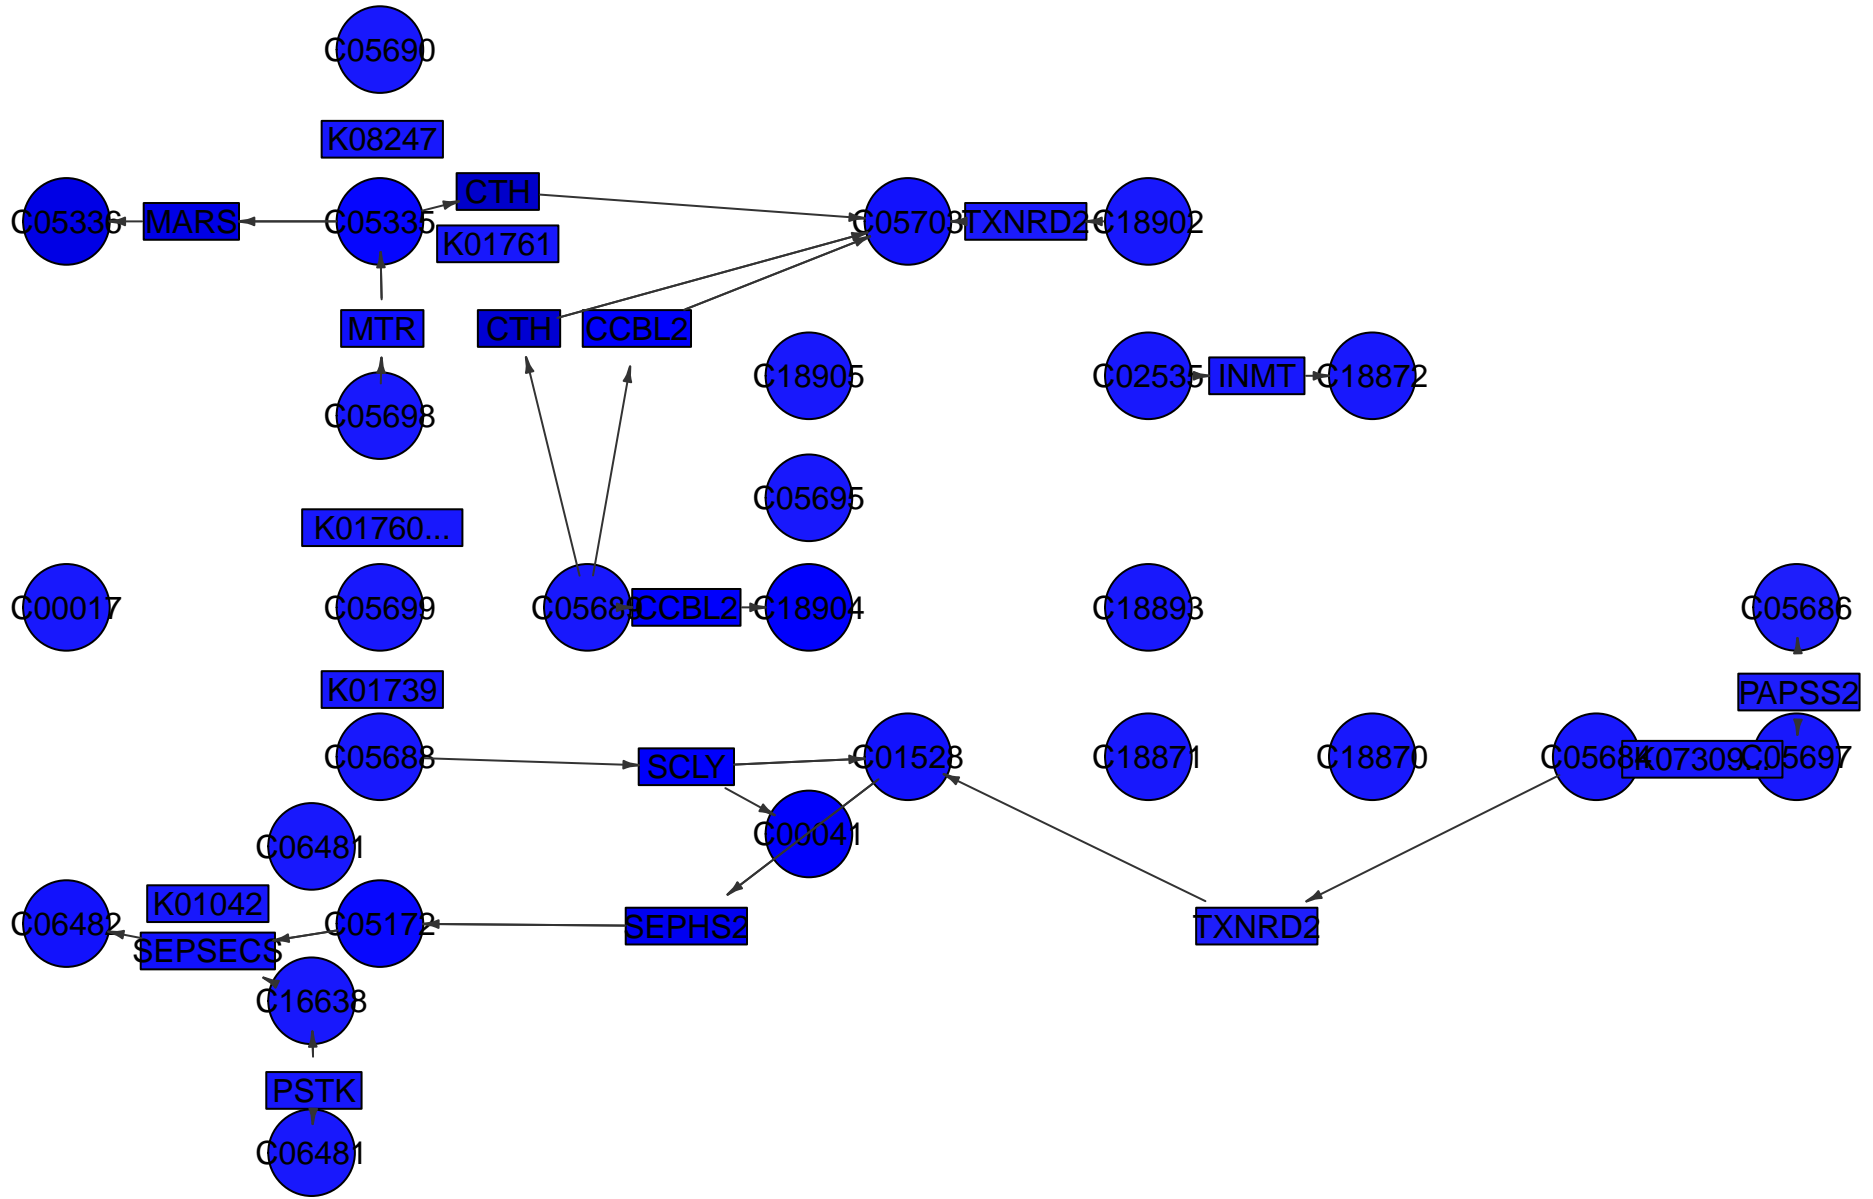 C05690
K08247
CTH
C05336
MARS
C05335
C05703
TXNRD2
C18902
K01761
MTR
CTH
CCBL2
C18905
C02535
INMT
C18872
C05698
C05695
K01760...
C00017
C05699
C05689
CCBL2
C18904
C18893
C05686
K01739
PAPSS2
C05688
SCLY
C01528
C18871
C18870
C05684
K07309...
C05697
C00041
C06481
K01042
C06482
SEPSECS
C05172
SEPHS2
TXNRD2
C16638
PSTK
C06481